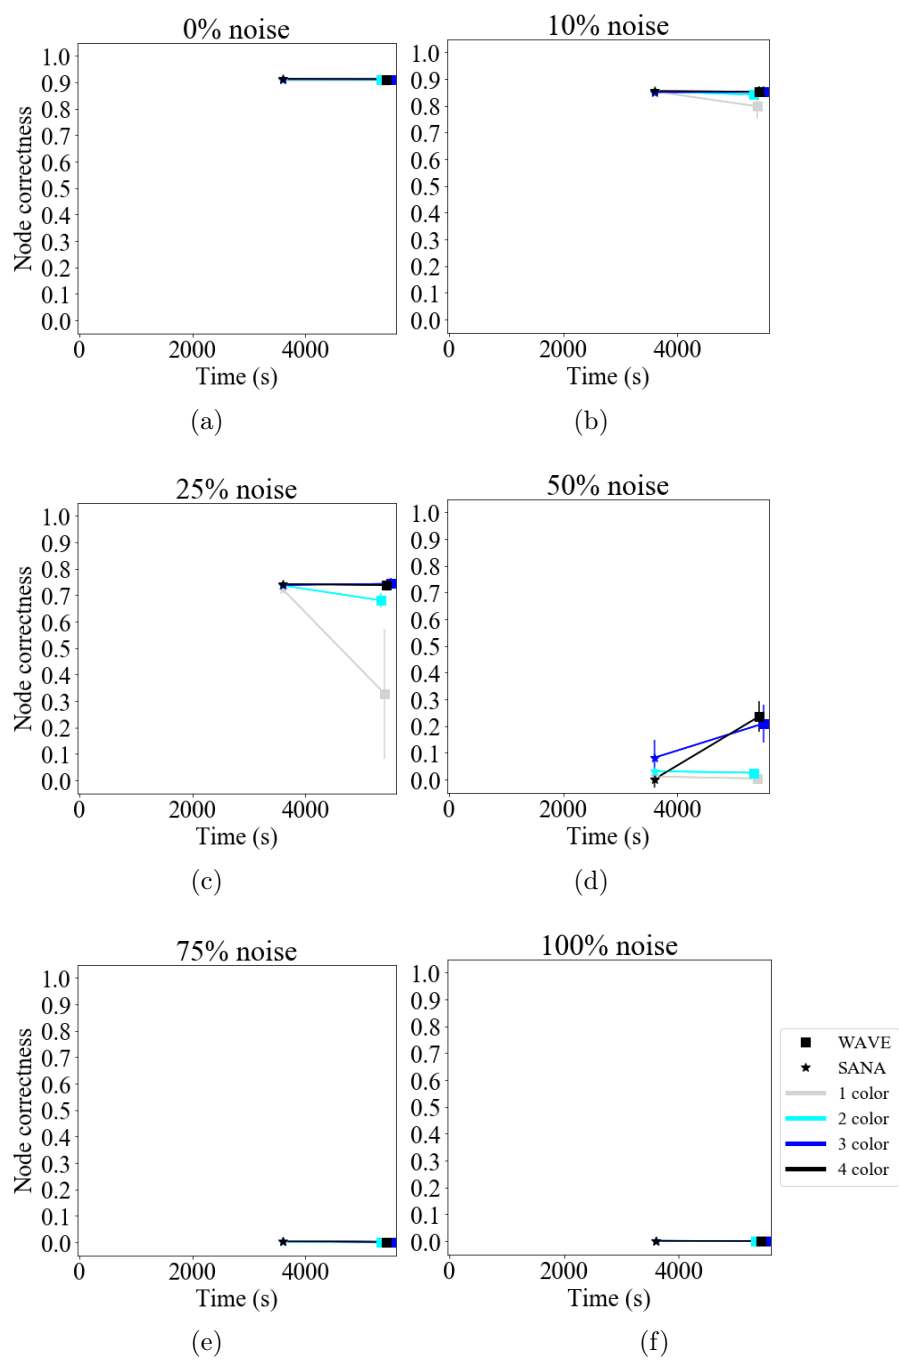 0% noise
10% noise
1.0
0.9
0.8
0.7
0.6
0.5
0.4
0.3
0.2
0.1
0.0
Node correctness
0 2000 4000
Time (s)
(a)
1.0
0.9
0.8
0.7
0.6
0.5
0.4
0.3
0.2
0.1
0.0
0 2000 4000
Time (s)
(b)
25% noise
50% noise
1.0
0.9
0.8
0.7
0.6
0.5
0.4
0.3
0.2
0.1
0.0
Node correctness
0 2000 4000
Time (s)
(c)
1.0
0.9
0.8
0.7
0.6
0.5
0.4
0.3
0.2
0.1
0.0
0 2000 4000
Time (s)
(d)
75% noise
100% noise
1.0
0.9
0.8
0.7
0.6
0.5
0.4
0.3
0.2
0.1
0.0
Node correctness
0 2000 4000
Time (s)
(e)
1.0
0.9
0.8
0.7
0.6
0.5
0.4
0.3
0.2
0.1
0.0
0 2000 4000
Time (s)
(f)
WAVE
SANA
1 color
2 color
3 color
4 color